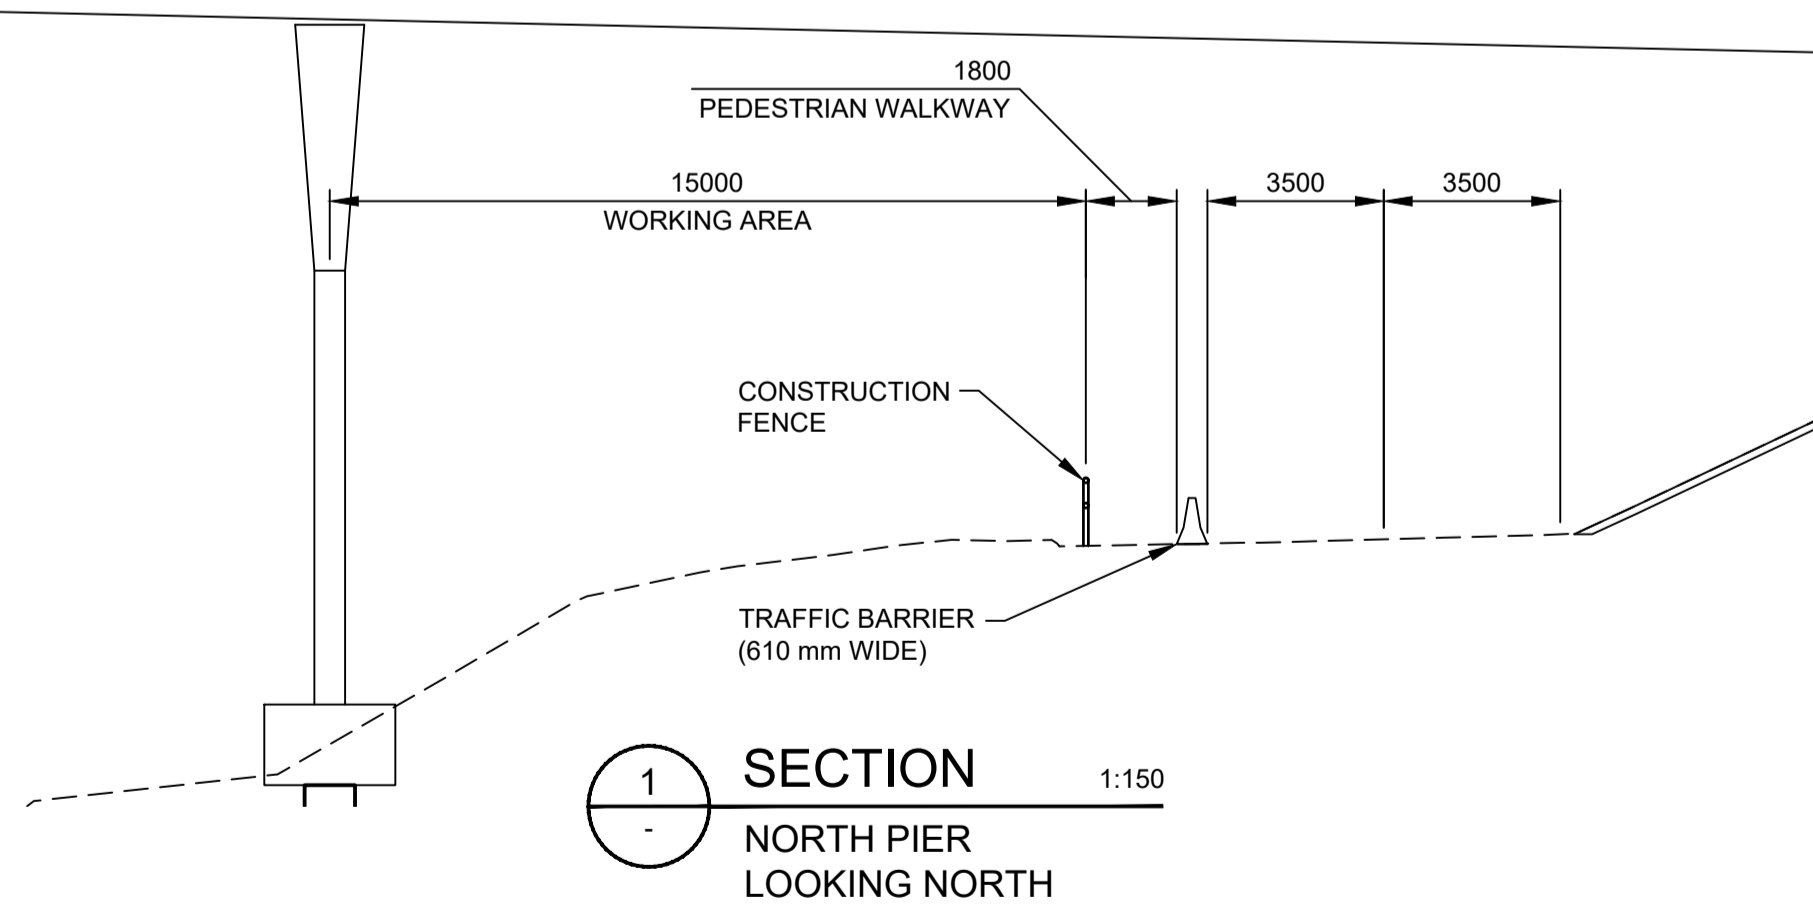 1800
PEDESTRIAN WALKWAY
15000
WORKING AREA
3500
3500
CONSTRUCTION
FENCE
TRAFFIC BARRIER
(610 mm WIDE)
1
-
SECTION
1:150
NORTH PIER
LOOKING NORTH